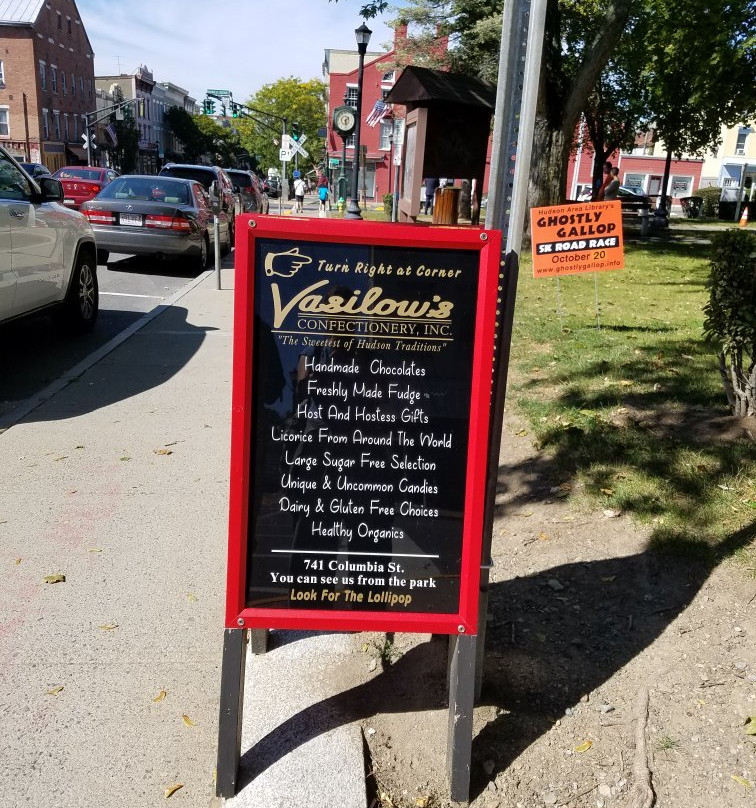 Turn Right at Corner
Vasilow's
CONFECTIONERY, INC.
"The Sweetest of Hudson Traditions"
Handmade Chocolates
Freshly Made Fudge
Host And Hostess Gifts
Licorice From Around The World
Large Sugar Free Selection
Unique & Uncommon Candies
Dairy & Gluten Free Choices
Healthy Organics
741 Columbia St.
You can see us from the park
Look For The Lollipop
Hudson Area Library's
GHOSTLY
GALLOP
5K ROAD RACE
October 20
www.ghostlygallop.info